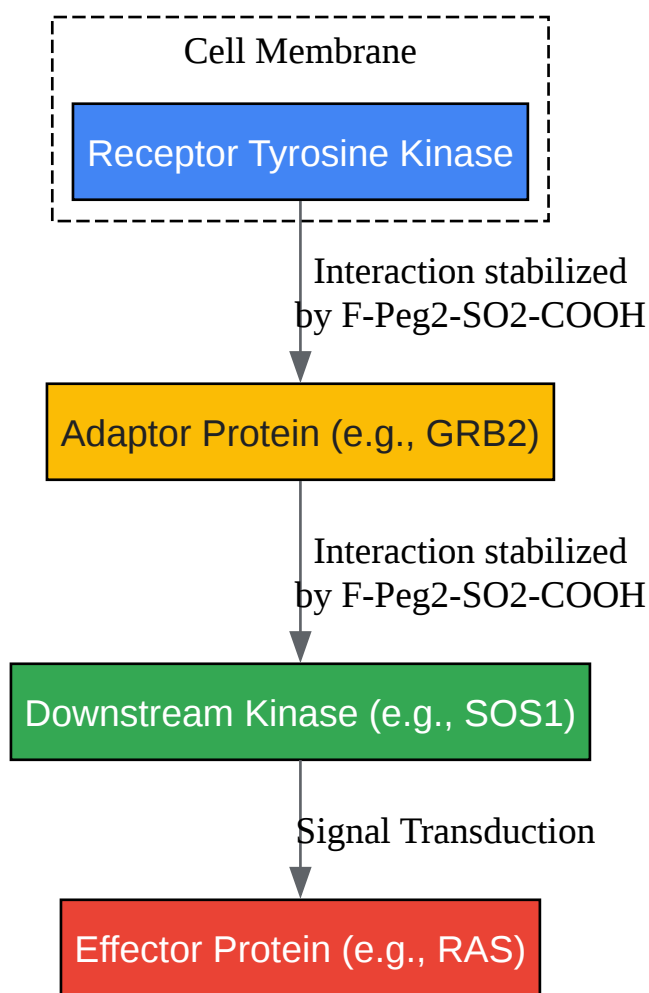 Cell Membrane
Receptor Tyrosine Kinase
Interaction stabilized
by F-Peg2-SO2-COOH
Adaptor Protein (e.g., GRB2)
Interaction stabilized
by F-Peg2-SO2-COOH
Downstream Kinase (e.g., SOS1)
Signal Transduction
Effector Protein (e.g., RAS)